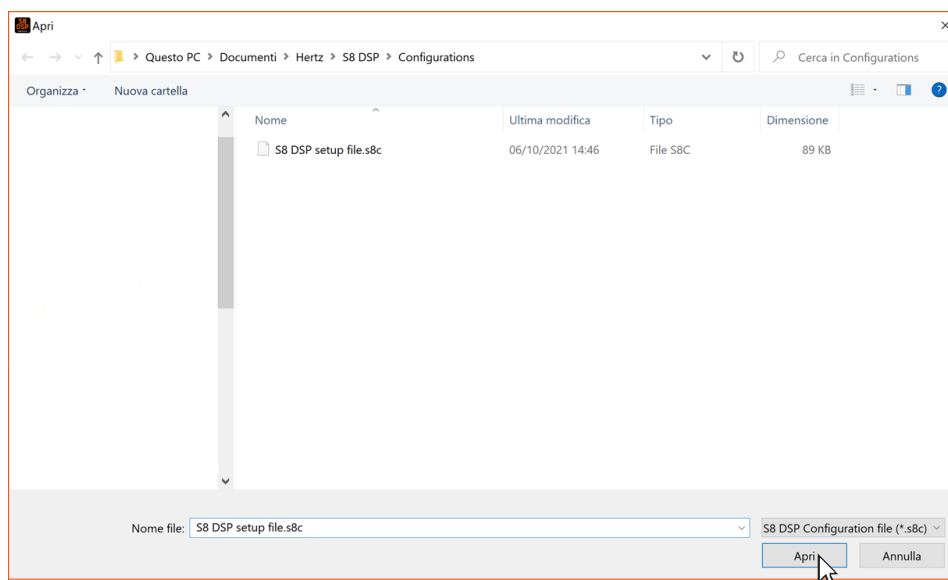 S8 DSP Apri
Questo PC > Documenti > Hertz > S8 DSP > Configurations Cerca in Configurations
Organizza Nuova cartella ?
Nome Ultima modifica Tipo Dimensione
S8 DSP setup file.s8c 06/10/2021 14:46 File S8C 89 KB
Nome file: S8 DSP setup file.s8c S8 DSP Configuration file (*.s8c)
Apri Annulla